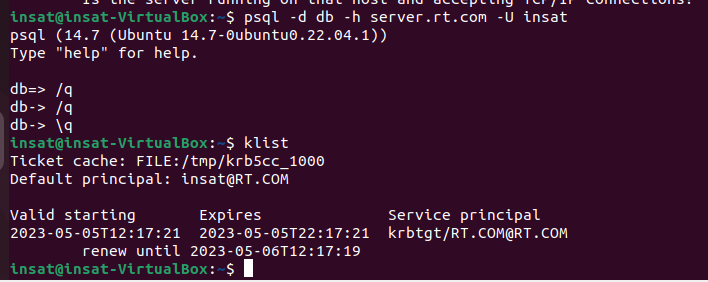 is the server running on that host and accepting TCP/IP connections?
insat@insat-VirtualBox:~$ psql -d db -h server.rt.com -U insat
psql (14.7 (Ubuntu 14.7-0ubuntu0.22.04.1))
Type "help" for help.
db=> /q
db-> /q
db-> \q
insat@insat-VirtualBox:~$ klist
Ticket cache: FILE:/tmp/krb5cc_1000
Default principal: insat@RT.COM
Valid starting       Expires              Service principal
2023-05-05T12:17:21  2023-05-05T22:17:21  krbtgt/RT.COM@RT.COM
        renew until 2023-05-06T12:17:19
insat@insat-VirtualBox:~$